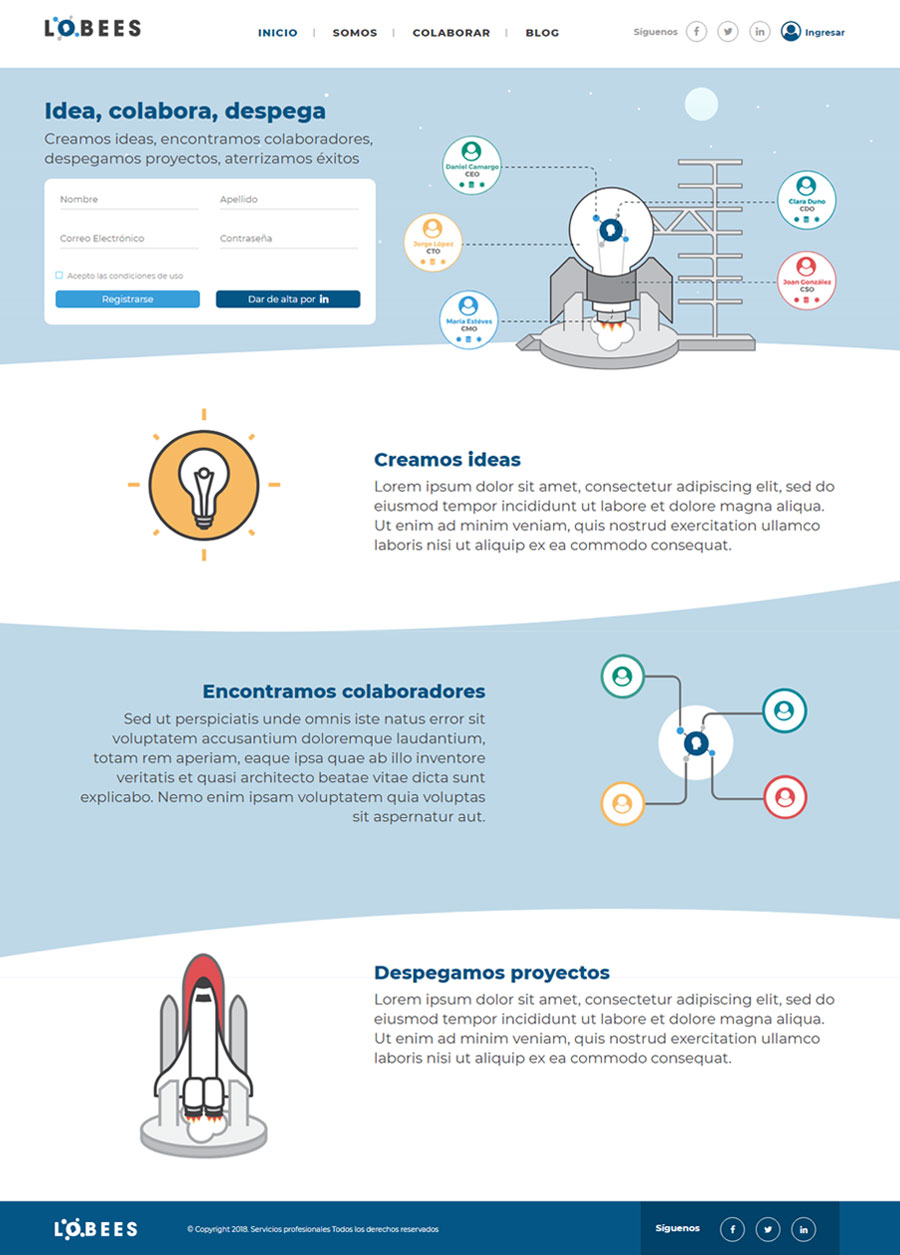 LOBEES
INICIO | SOMOS | COLABORAR | BLOG
Síguenos
Ingresar
Idea, colabora, despega
Creamos ideas, encontramos colaboradores,
despegamos proyectos, aterrizamos éxitos
Nombre
Apellido
Correo Electrónico
Contraseña
Acepto las condiciones de uso
Registrarse
Dar de alta por in
Daniel Camargo
CEO
Jorge López
CTO
María Estéves
CMO
Clara Duno
CDO
Joan González
CSO
Creamos ideas
Lorem ipsum dolor sit amet, consectetur adipiscing elit, sed do
eiusmod tempor incididunt ut labore et dolore magna aliqua.
Ut enim ad minim veniam, quis nostrud exercitation ullamco
laboris nisi ut aliquip ex ea commodo consequat.
Encontramos colaboradores
Sed ut perspiciatis unde omnis iste natus error sit
voluptatem accusantium doloremque laudantium,
totam rem aperiam, eaque ipsa quae ab illo inventore
veritatis et quasi architecto beatae vitae dicta sunt
explicabo. Nemo enim ipsam voluptatem quia voluptas
sit aspernatur aut.
Despegamos proyectos
Lorem ipsum dolor sit amet, consectetur adipiscing elit, sed do
eiusmod tempor incididunt ut labore et dolore magna aliqua.
Ut enim ad minim veniam, quis nostrud exercitation ullamco
laboris nisi ut aliquip ex ea commodo consequat.
LOBEES
© Copyright 2018. Servicios profesionales Todos los derechos reservados
Síguenos